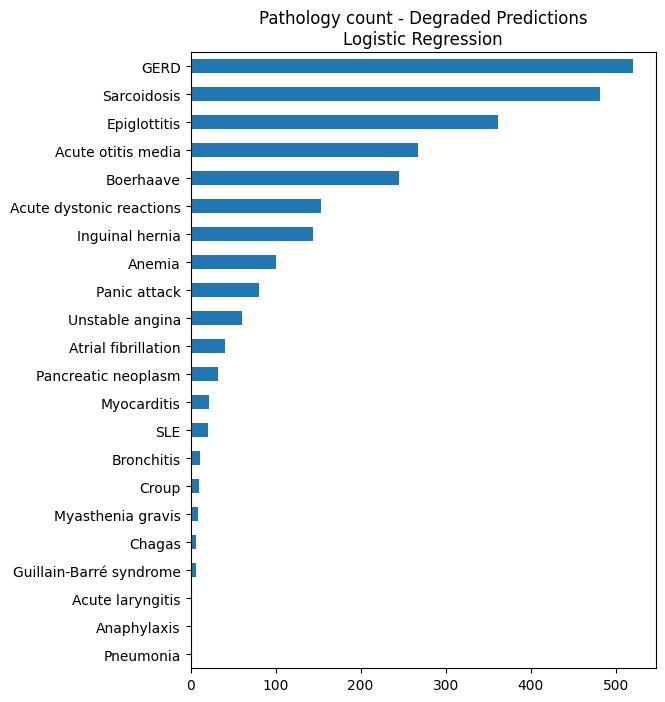 Pathology count - Degraded Predictions
Logistic Regression
GERD
Sarcoidosis
Epiglottitis
Acute otitis media
Boerhaave
Acute dystonic reactions
Inguinal hernia
Anemia
Panic attack
Unstable angina
Atrial fibrillation
Pancreatic neoplasm
Myocarditis
SLE
Bronchitis
Croup
Myasthenia gravis
Chagas
Guillain-Barré syndrome
Acute laryngitis
Anaphylaxis
Pneumonia
0 100 200 300 400 500